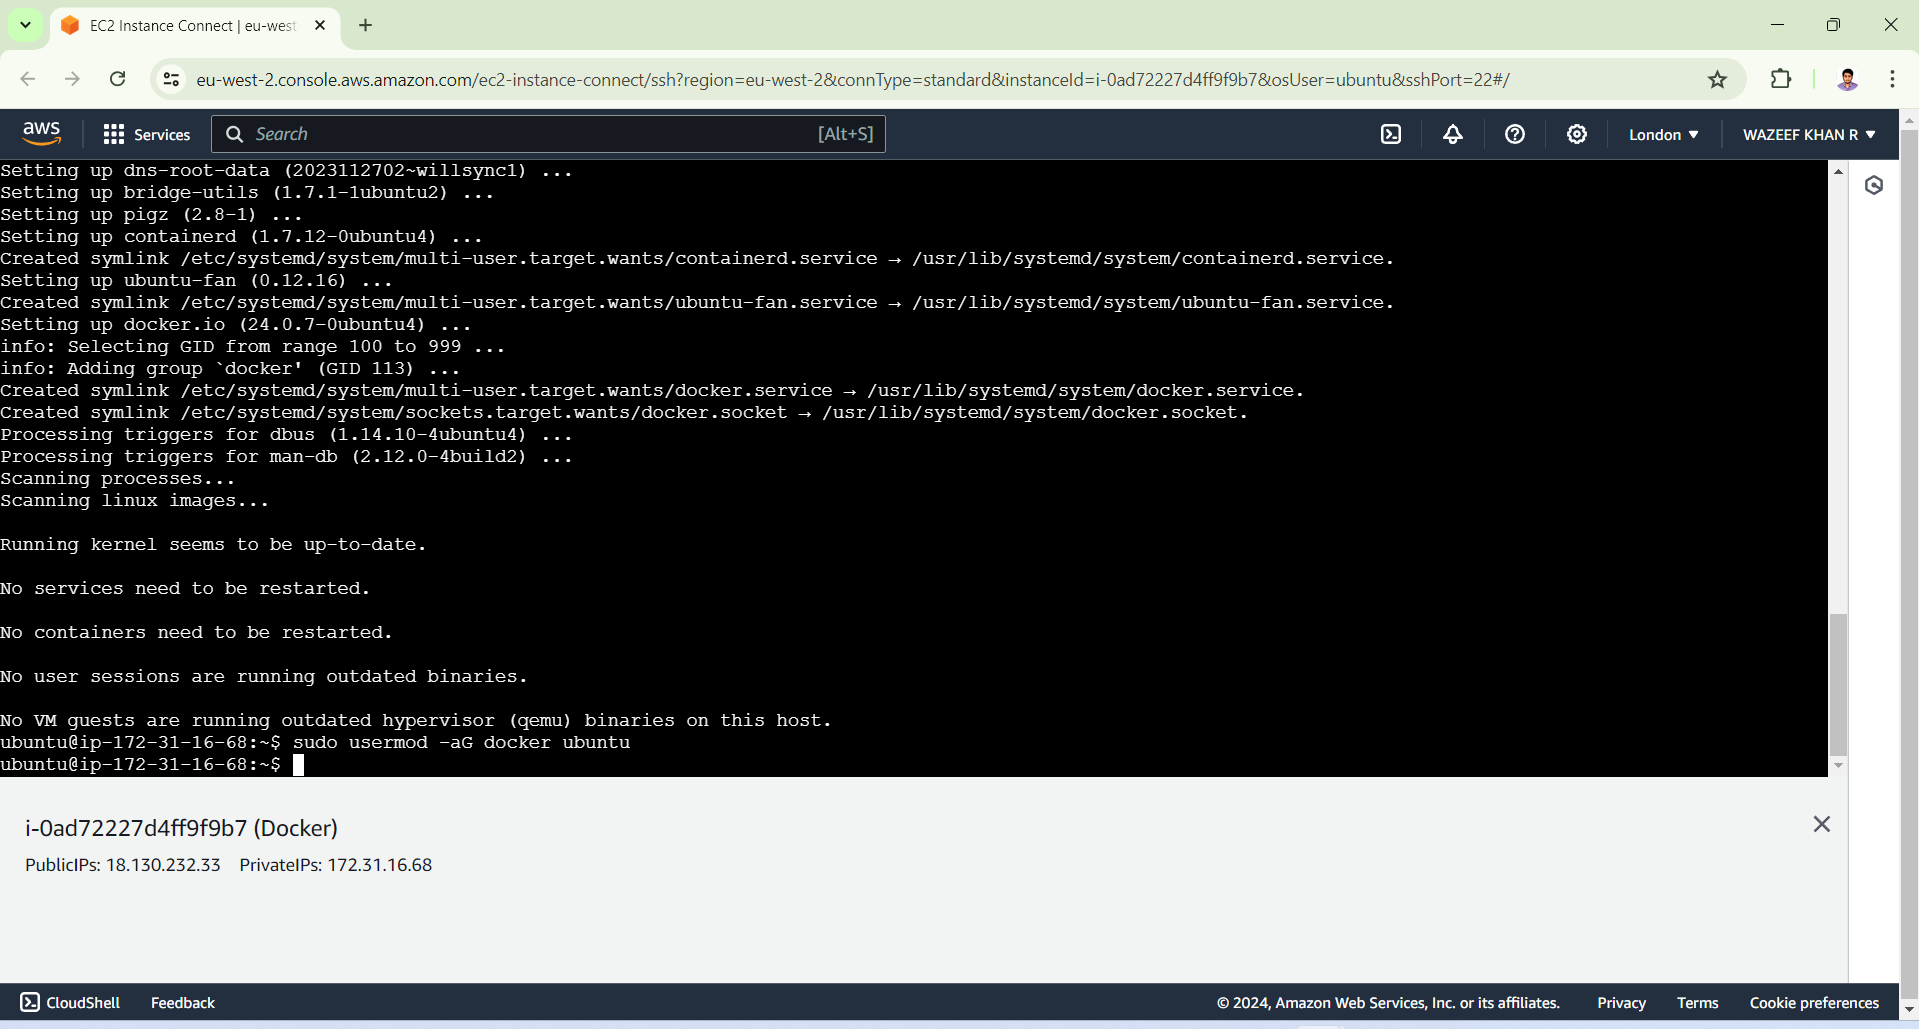 EC2 Instance Connect | eu-west
eu-west-2.console.aws.amazon.com/ec2-instance-connect/ssh?region=eu-west-2&connType=standard&instanceId=i-0ad72227d4ff9f9b7&osUser=ubuntu&sshPort=22#/
aws Services Search [Alt+S] London WAZEEF KHAN R
Setting up dns-root-data (2023112702~willsync1) ...
Setting up bridge-utils (1.7.1-1ubuntu2) ...
Setting up pigz (2.8-1) ...
Setting up containerd (1.7.12-0ubuntu4) ...
Created symlink /etc/systemd/system/multi-user.target.wants/containerd.service → /usr/lib/systemd/system/containerd.service.
Setting up ubuntu-fan (0.12.16) ...
Created symlink /etc/systemd/system/multi-user.target.wants/ubuntu-fan.service → /usr/lib/systemd/system/ubuntu-fan.service.
Setting up docker.io (24.0.7-0ubuntu4) ...
info: Selecting GID from range 100 to 999 ...
info: Adding group `docker' (GID 113) ...
Created symlink /etc/systemd/system/multi-user.target.wants/docker.service → /usr/lib/systemd/system/docker.service.
Created symlink /etc/systemd/system/sockets.target.wants/docker.socket → /usr/lib/systemd/system/docker.socket.
Processing triggers for dbus (1.14.10-4ubuntu4) ...
Processing triggers for man-db (2.12.0-4build2) ...
Scanning processes...
Scanning linux images...
Running kernel seems to be up-to-date.
No services need to be restarted.
No containers need to be restarted.
No user sessions are running outdated binaries.
No VM guests are running outdated hypervisor (qemu) binaries on this host.
ubuntu@ip-172-31-16-68:~$ sudo usermod -aG docker ubuntu
ubuntu@ip-172-31-16-68:~$
i-0ad72227d4ff9f9b7 (Docker)
PublicIPs: 18.130.232.33 PrivateIPs: 172.31.16.68
CloudShell Feedback © 2024, Amazon Web Services, Inc. or its affiliates. Privacy Terms Cookie preferences